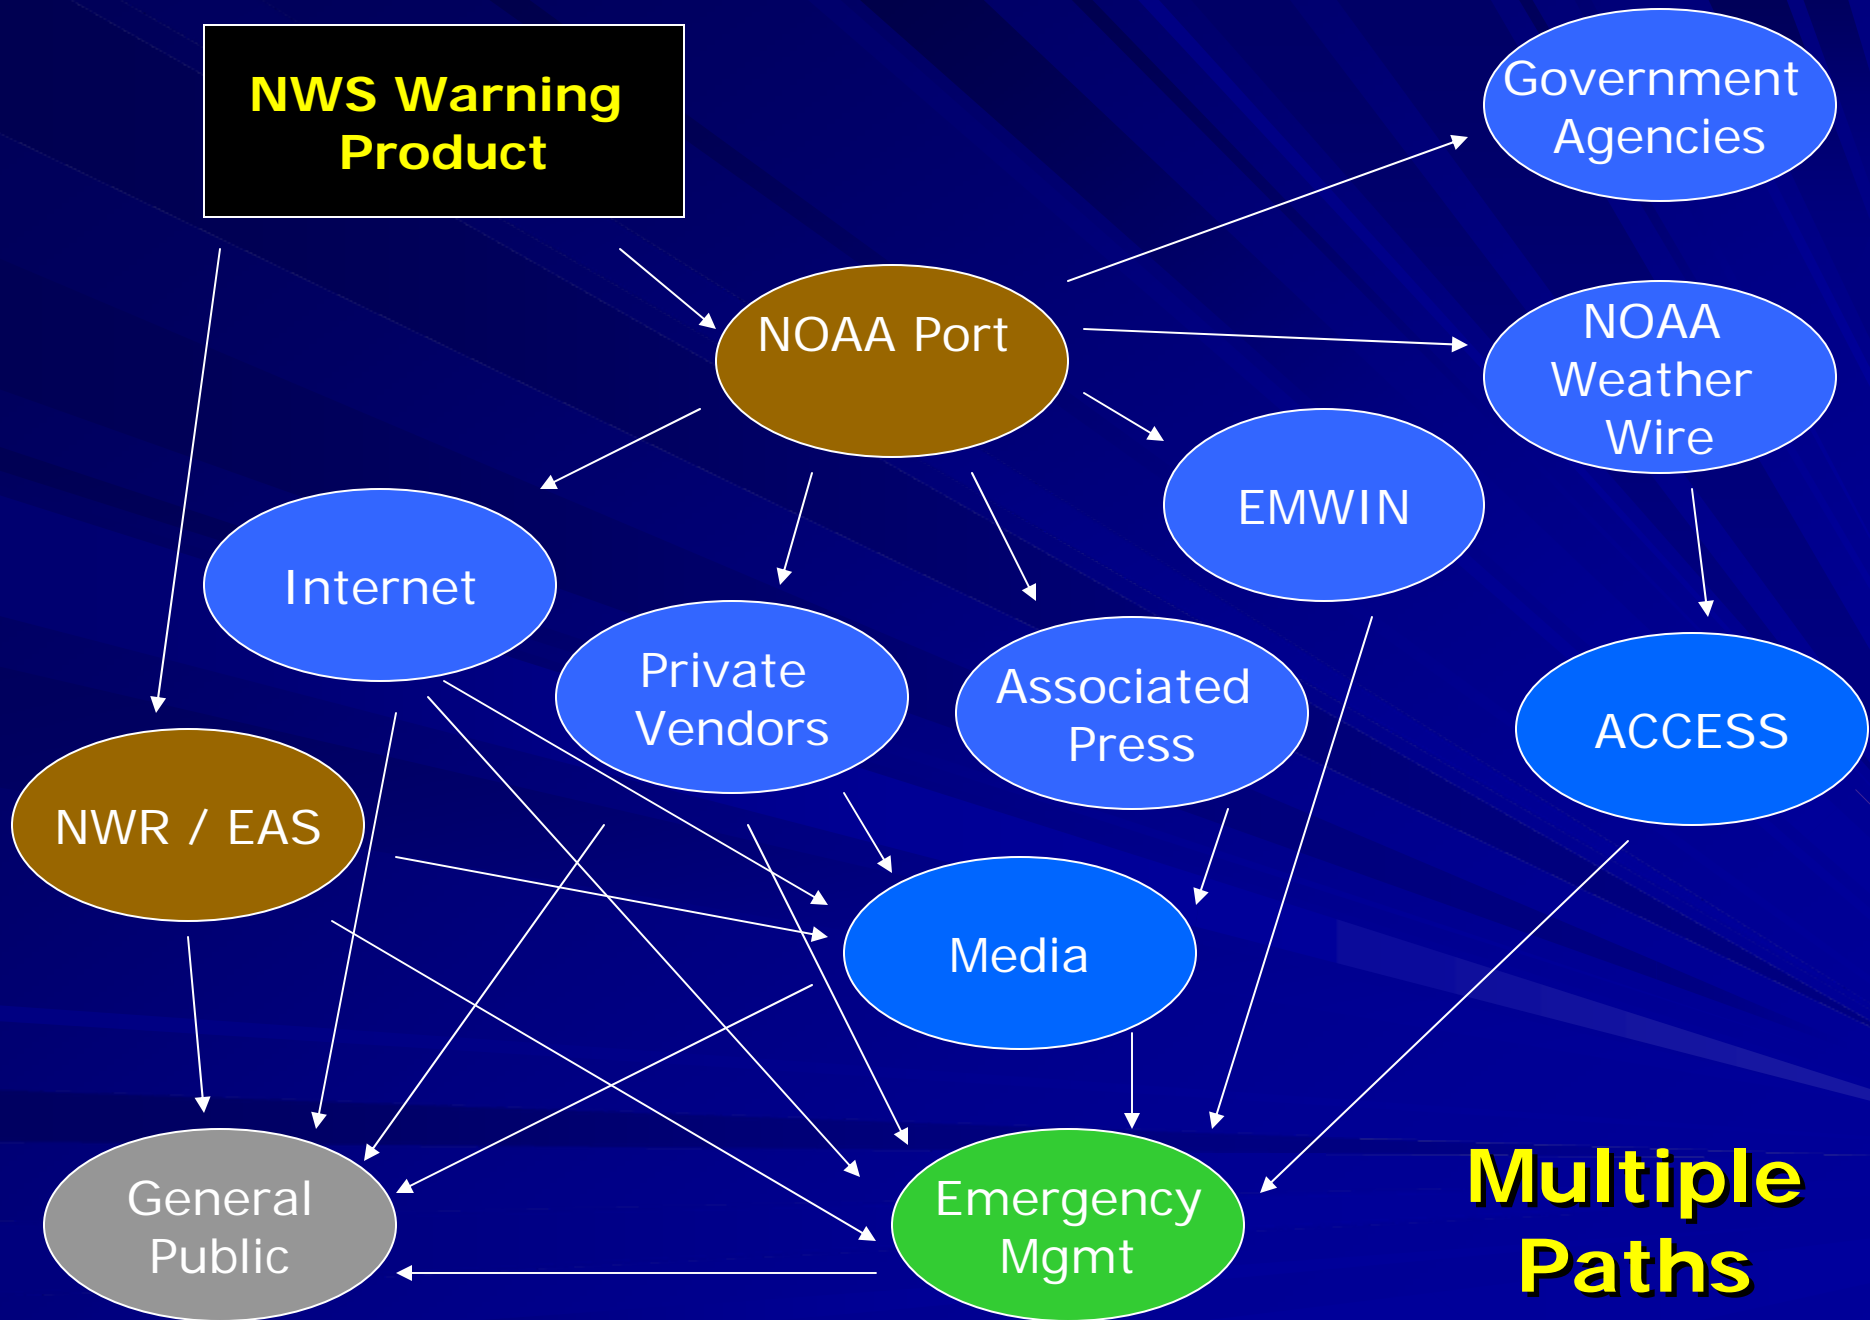 NWS Warning
Product
Government
Agencies
NOAA Port
NOAA
Weather
Wire
EMWIN
Internet
Private
Vendors
Associated
Press
ACCESS
NWR / EAS
Media
General
Public
Emergency
Mgmt
Multiple
Paths